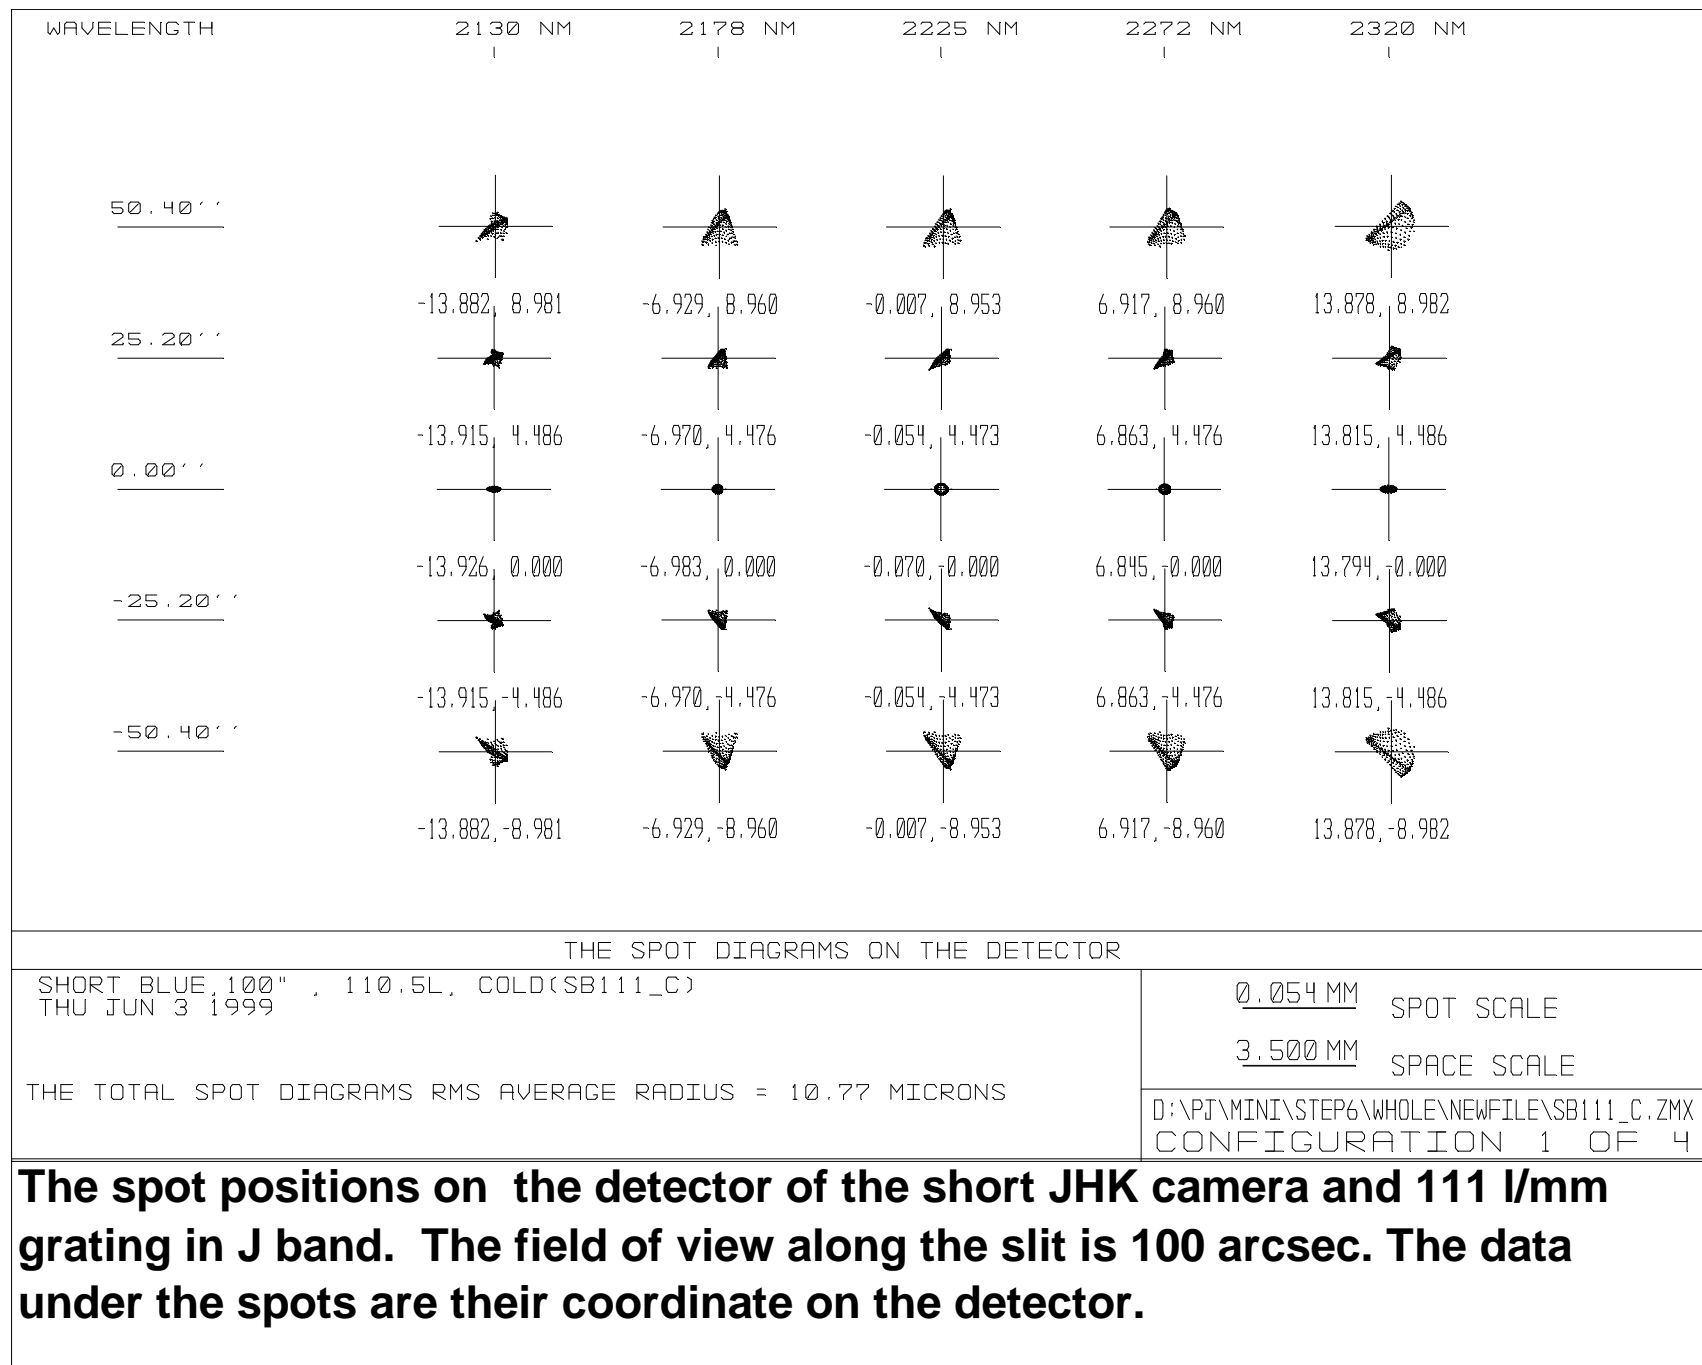 WAVELENGTH 2130 NM 2178 NM 2225 NM 2272 NM 2320 NM
50.40´´
-13.882, 8.981 -6.929, 8.960 -0.007, 8.953 6.917, 8.960 13.878, 8.982
25.20´´
-13.915, 4.486 -6.970, 4.476 -0.054, 4.473 6.863, 4.476 13.815, 4.486
0.00´´
-13.926, 0.000 -6.983, 0.000 -0.070,-0.000 6.845,-0.000 13.794,-0.000
-25.20´´
-13.915,-4.486 -6.970,-4.476 -0.054,-4.473 6.863,-4.476 13.815,-4.486
-50.40´´
-13.882,-8.981 -6.929,-8.960 -0.007,-8.953 6.917,-8.960 13.878,-8.982
THE SPOT DIAGRAMS ON THE DETECTOR
SHORT BLUE,100" , 110.5L, COLD(SB111_C)
THU JUN 3 1999
THE TOTAL SPOT DIAGRAMS RMS AVERAGE RADIUS = 10.77 MICRONS
0.054 MM SPOT SCALE
3.500 MM SPACE SCALE
D:\PJ\MINI\STEP6\WHOLE\NEWFILE\SB111_C.ZMX
CONFIGURATION 1 OF 4
The spot positions on the detector of the short JHK camera and 111 l/mm
grating in J band. The field of view along the slit is 100 arcsec. The data
under the spots are their coordinate on the detector.